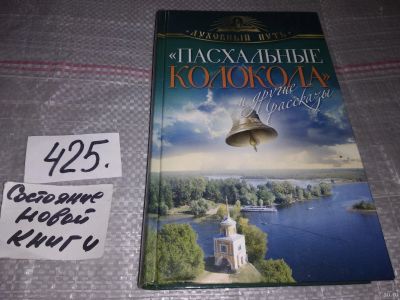 ДУХОВНЫЙ ПУТЬ
«ПАСХАЛЬНЫЕ
КОЛОКОЛА»
и другие
рассказы
425.
Состояние
новой
книги